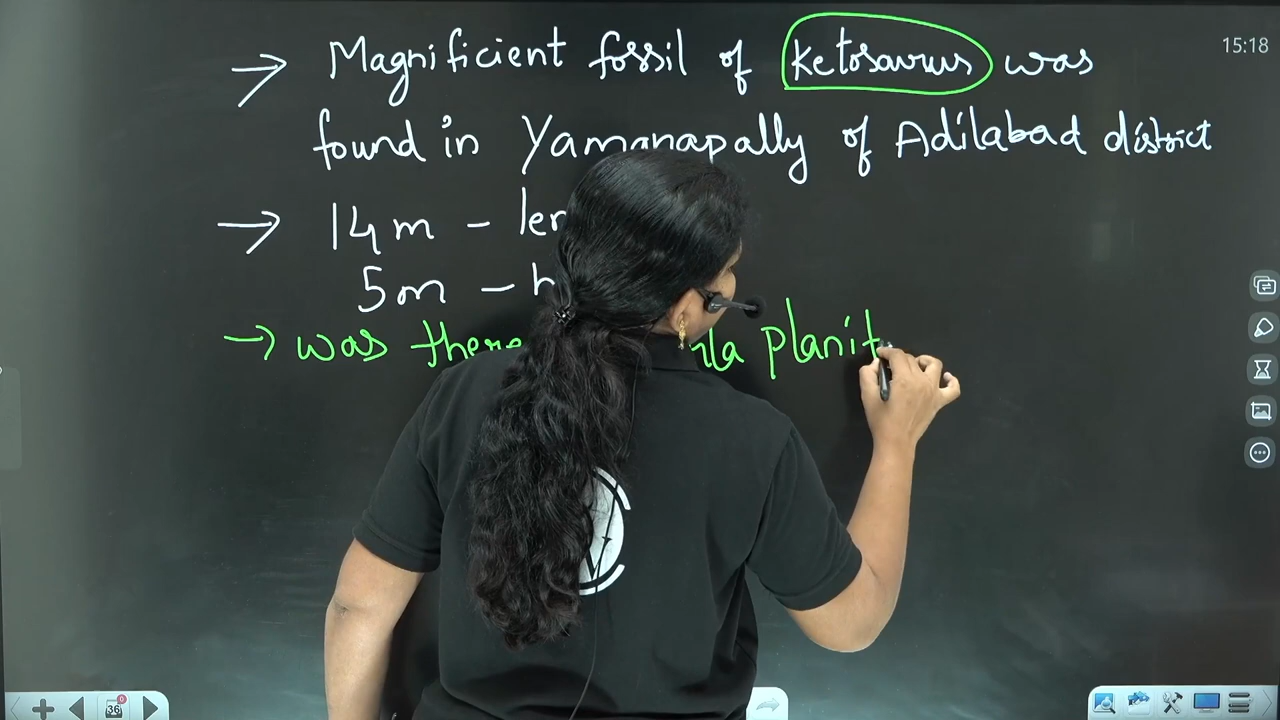 → Magnificient fossil of ketosaurus was
15:18
found in Yamanapally of Adilabad district
→ 14m - len
5m - h
→ was there la planit
36